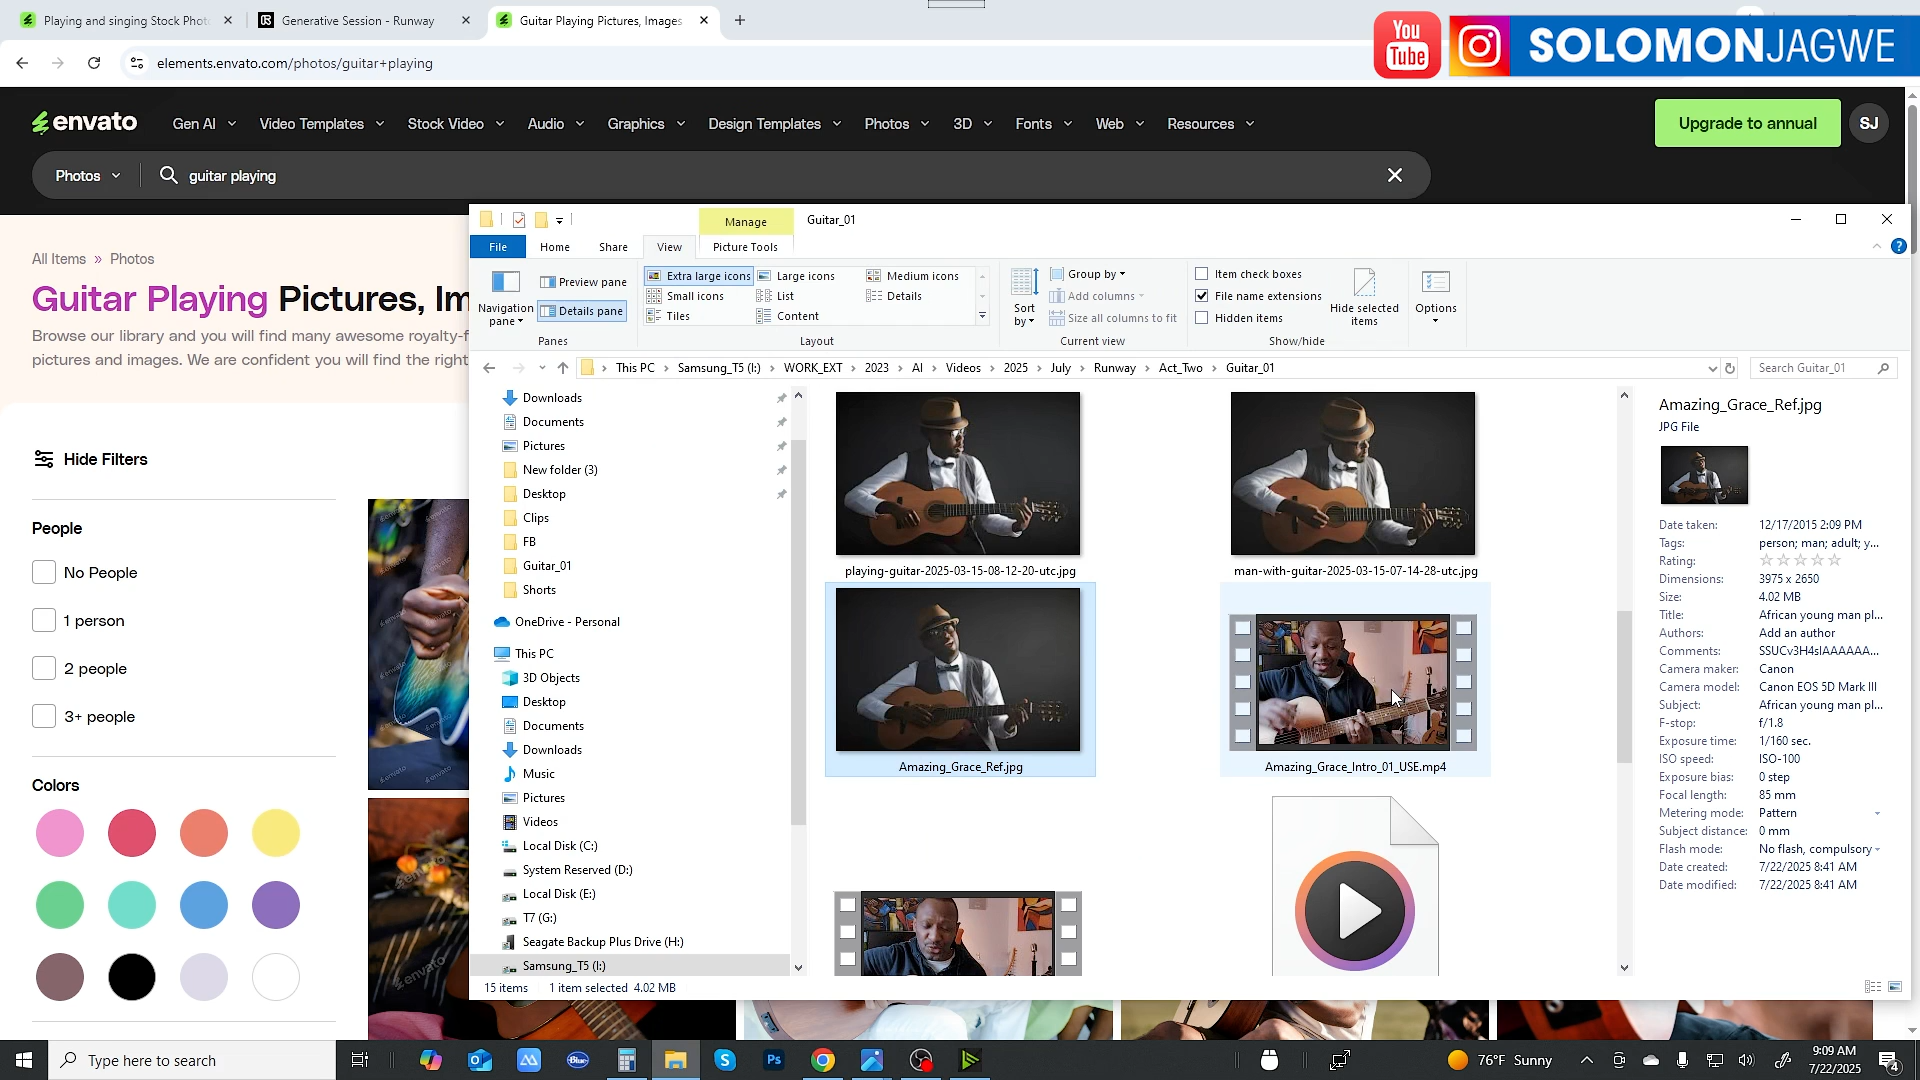 Playing and singing Stock Phot
Generative Session - Runway
Guitar Playing Pictures, Images
elements.envato.com/photos/guitar+playing
You
Tube
SOLOMONJAGWE
envato
Gen AI
Video Templates
Stock Video
Audio
Graphics
Design Templates
Photos
3D
Fonts
Web
Resources
Upgrade to annual
SJ
Photos
guitar playing
All Items » Photos
Guitar Playing Pictures, Im
Browse our library and you will find many awesome royalty-f
pictures and images. We are confident you will find the right
Hide Filters
People
No People
1 person
2 people
3+ people
Colors
Manage
Guitar_01
File
Home
Share
View
Picture Tools
Navigation
pane
Preview pane
Details pane
Panes
Extra large icons
Large icons
Medium icons
Small icons
List
Details
Tiles
Content
Layout
Sort
by
Group by
Add columns
Size all columns to fit
Current view
Item check boxes
File name extensions
Hidden items
Hide selected
items
Show/hide
Options
This PC
Samsung_T5 (I:)
WORK_EXT
2023
AI
Videos
2025
July
Runway
Act_Two
Guitar_01
Search Guitar_01
Downloads
Documents
Pictures
New folder (3)
Desktop
Clips
FB
Guitar_01
Shorts
OneDrive - Personal
This PC
3D Objects
Desktop
Documents
Downloads
Music
Pictures
Videos
Local Disk (C:)
System Reserved (D:)
Local Disk (E:)
T7 (G:)
Seagate Backup Plus Drive (H:)
Samsung_T5 (I:)
playing-guitar-2025-03-15-08-12-20-utc.jpg
man-with-guitar-2025-03-15-07-14-28-utc.jpg
Amazing_Grace_Ref.jpg
Amazing_Grace_Intro_01_USE.mp4
Amazing_Grace_Ref.jpg
JPG File
Date taken: 12/17/2015 2:09 PM
Tags: person; man; adult; y...
Rating:
Dimensions: 3975 x 2650
Size: 4.02 MB
Title: African young man pl...
Authors: Add an author
Comments: SSUCv3H4sIAAAAAA...
Camera maker: Canon
Camera model: Canon EOS 5D Mark III
Subject: African young man pl...
F-stop: f/1.8
Exposure time: 1/160 sec.
ISO speed: ISO-100
Exposure bias: 0 step
Focal length: 85 mm
Metering mode: Pattern
Subject distance: 0 mm
Flash mode: No flash, compulsory
Date created: 7/22/2025 8:41 AM
Date modified: 7/22/2025 8:41 AM
15 items
1 item selected 4.02 MB
Type here to search
Blue
Ps
76°F Sunny
9:09 AM
7/22/2025
4